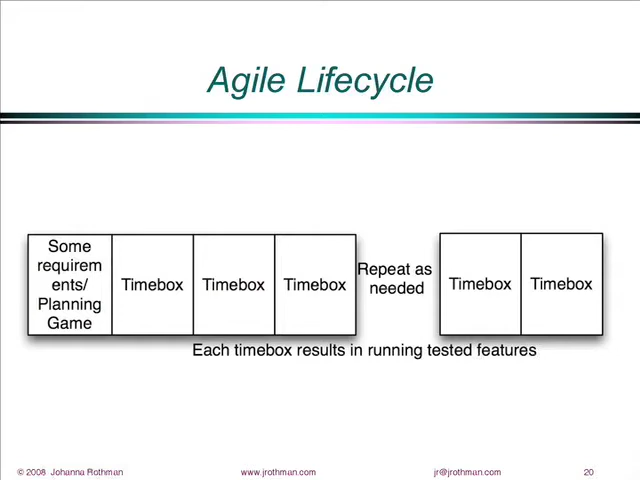 Agile Lifecycle
Some
requirem
ents/
Planning
Game
Timebox
Timebox
Timebox
Repeat as
needed
Timebox
Timebox
Each timebox results in running tested features
© 2008 Johanna Rothman
www.jrothman.com
jr@jrothman.com
20